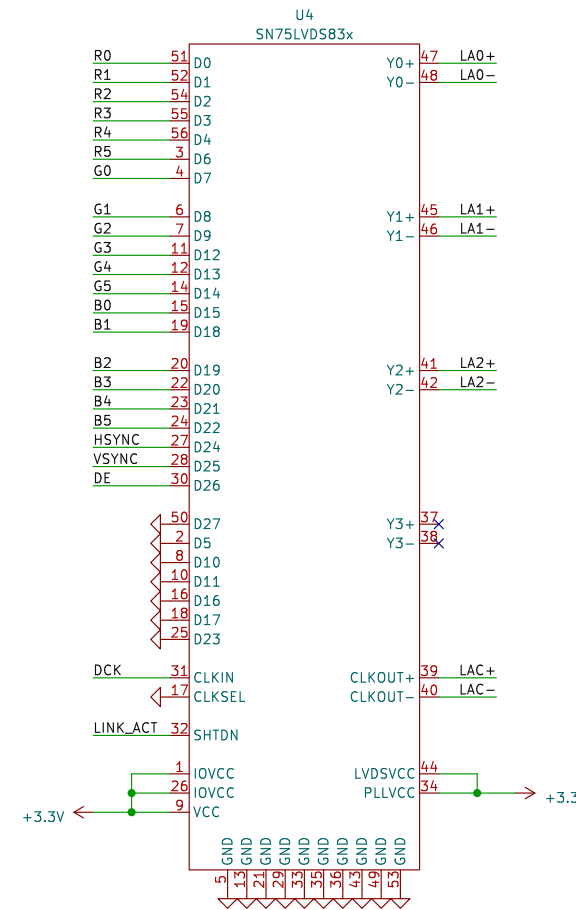 U4
SN75LVDS83x
R0 51 D0 Y0+ 47 LA0+
R1 52 D1 Y0- 48 LA0-
R2 54 D2
R3 55 D3
R4 56 D4
R5 3 D6
G0 4 D7
G1 6 D8 Y1+ 45 LA1+
G2 7 D9 Y1- 46 LA1-
G3 11 D12
G4 12 D13
G5 14 D14
B0 15 D15
B1 19 D18
B2 20 D19 Y2+ 41 LA2+
B3 22 D20 Y2- 42 LA2-
B4 23 D21
B5 24 D22
HSYNC 27 D24
VSYNC 28 D25
DE 30 D26
50 D27 Y3+ 37
2 D5 Y3- 38
8 D10
10 D11
16 D16
18 D17
25 D23
DCK 31 CLKIN CLKOUT+ 39 LAC+
17 CLKSEL CLKOUT- 40 LAC-
LINK_ACT 32 SHTDN
1 IOVCC LVDSVCC 44
26 IOVCC PLLVCC 34 +3.3
+3.3V 9 VCC
GND GND GND GND GND GND GND GND GND GND
5 13 21 29 33 35 36 43 49 53